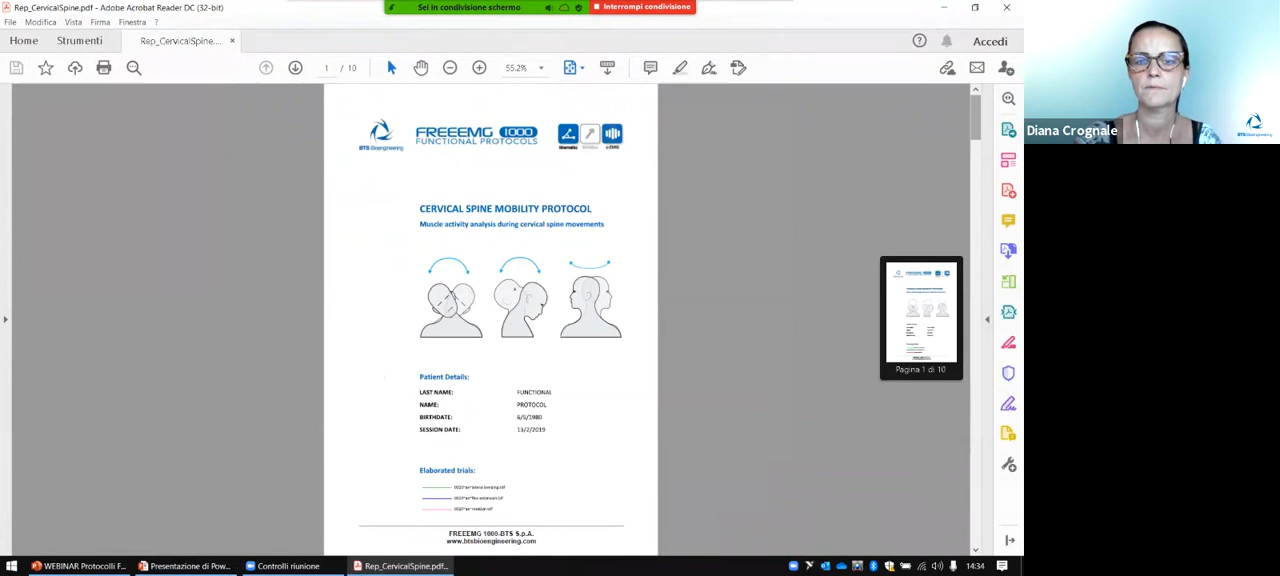 Rep_CervicalSpine.pdf - Adobe Acrobat Reader DC (32-bit)
Sei in condivisione schermo
Interrompi condivisione
File Modifica Vista Firma Finestra ?
Home Strumenti Rep_CervicalSpine.... ×
Accedi
1 / 10
55.2%
BTS Bioengineering
FREEEMG 1000
FUNCTIONAL PROTOCOLS
Kinematics
s-EMG
CERVICAL SPINE MOBILITY PROTOCOL
Muscle activity analysis during cervical spine movements
Patient Details:
LAST NAME: FUNCTIONAL
NAME: PROTOCOL
BIRTHDATE: 6/5/1980
SESSION DATE: 13/2/2019
Elaborated trials:
FREEEMG 1000-BTS S.p.A.
www.btsbioengineering.com
Pagina 1 di 10
Diana Crognale
BTS Bioengineering
WEBINAR Protocolli F...
Presentazione di Pow...
Controlli riunione
Rep_CervicalSpine.pdf...
14:34